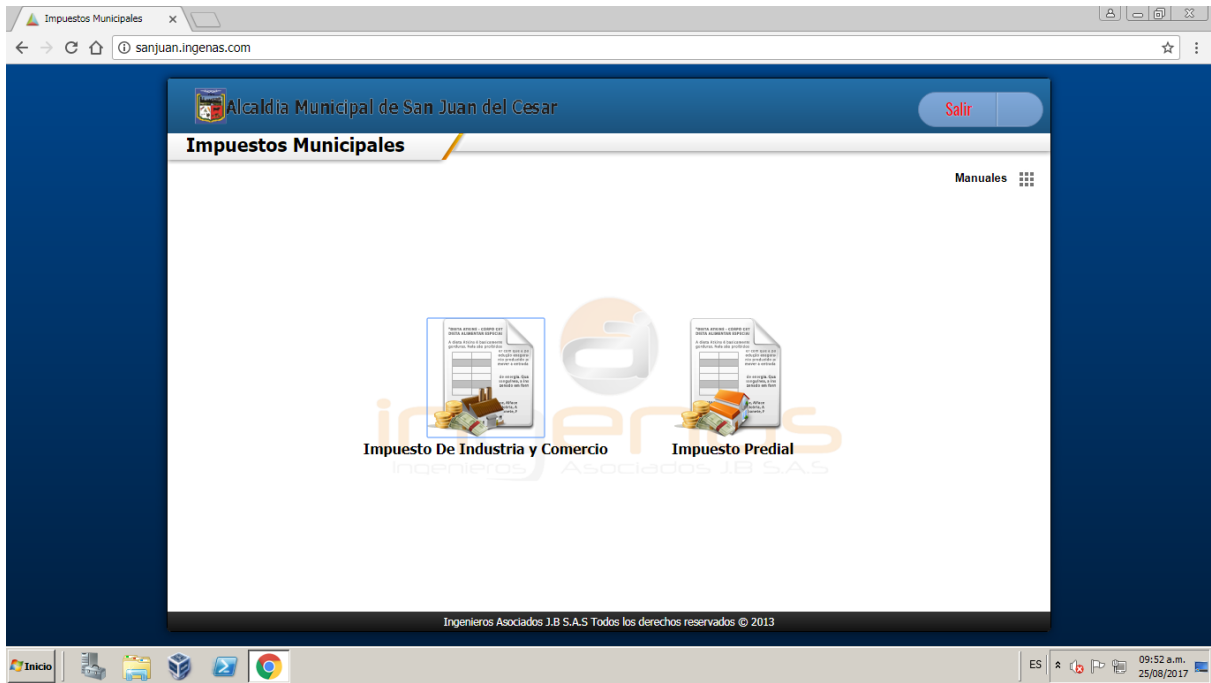 Impuestos Municipales
sanjuan.ingenas.com
Alcaldia Municipal de San Juan del Cesar
Salir
Impuestos Municipales
Manuales
Impuesto De Industria y Comercio
Impuesto Predial
Ingenieros Asociados J.B S.A.S
Ingenieros Asociados J.B S.A.S Todos los derechos reservados © 2013
Inicio
ES
09:52 a.m.
25/08/2017